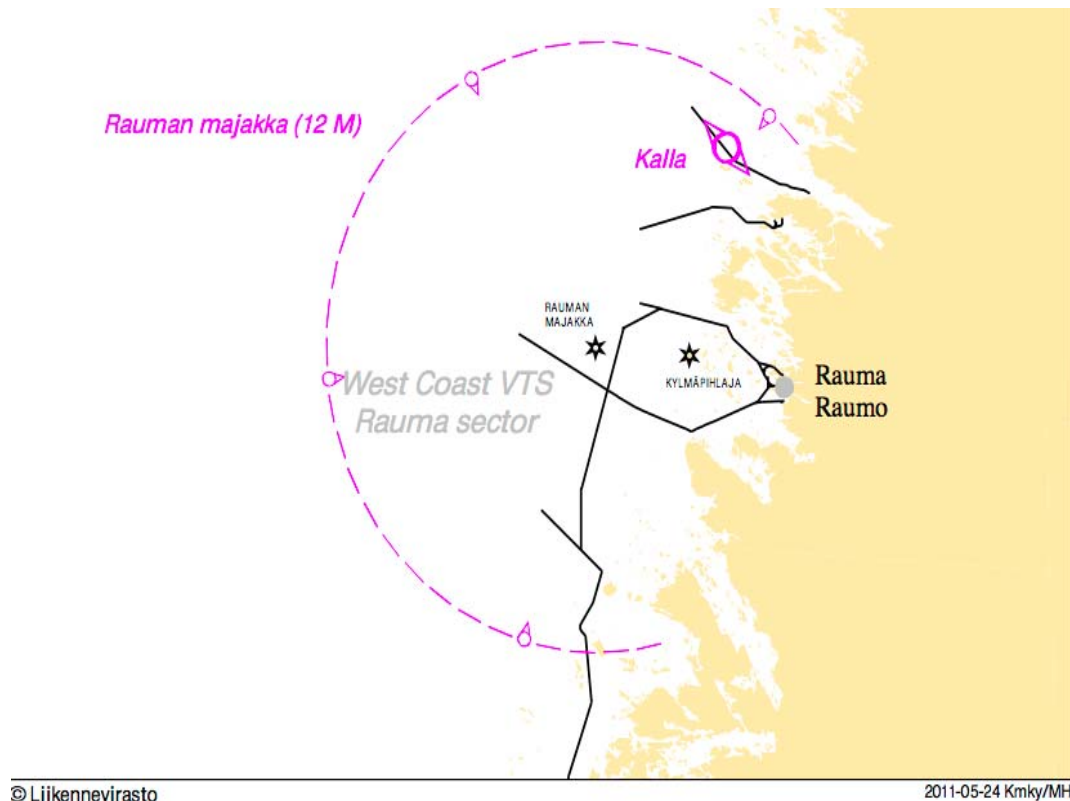 Rauman majakka (12 M)
Kalla
RAUMAN
MAJAKKA
KYLMÄPIHLAJA
Rauma
Raumo
West Coast VTS
Rauma sector
© Liikennevirasto
2011-05-24 Kmky/MH